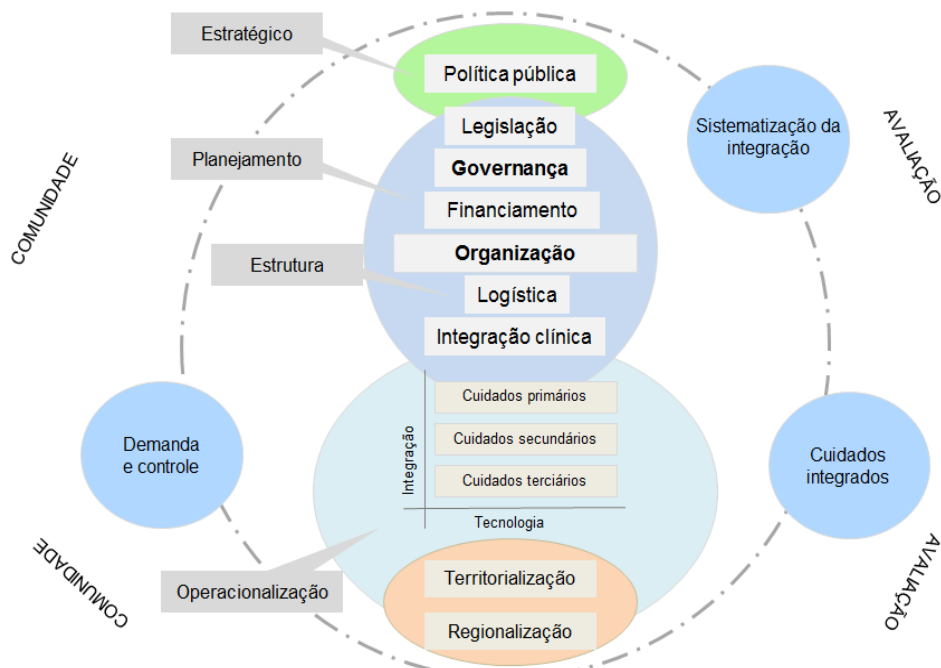 Estratégico
Política pública
Legislação
Sistematização da
integração
AVALIAÇÃO
COMUNIDADE
Planejamento
Governança
Financiamento
Organização
Estrutura
Logística
Integração clínica
Cuidados primários
Cuidados secundários
Cuidados terciários
Integração
Tecnologia
Demanda
e controle
Cuidados
integrados
COMUNIDADE
AVALIAÇÃO
Operacionalização
Territorialização
Regionalização